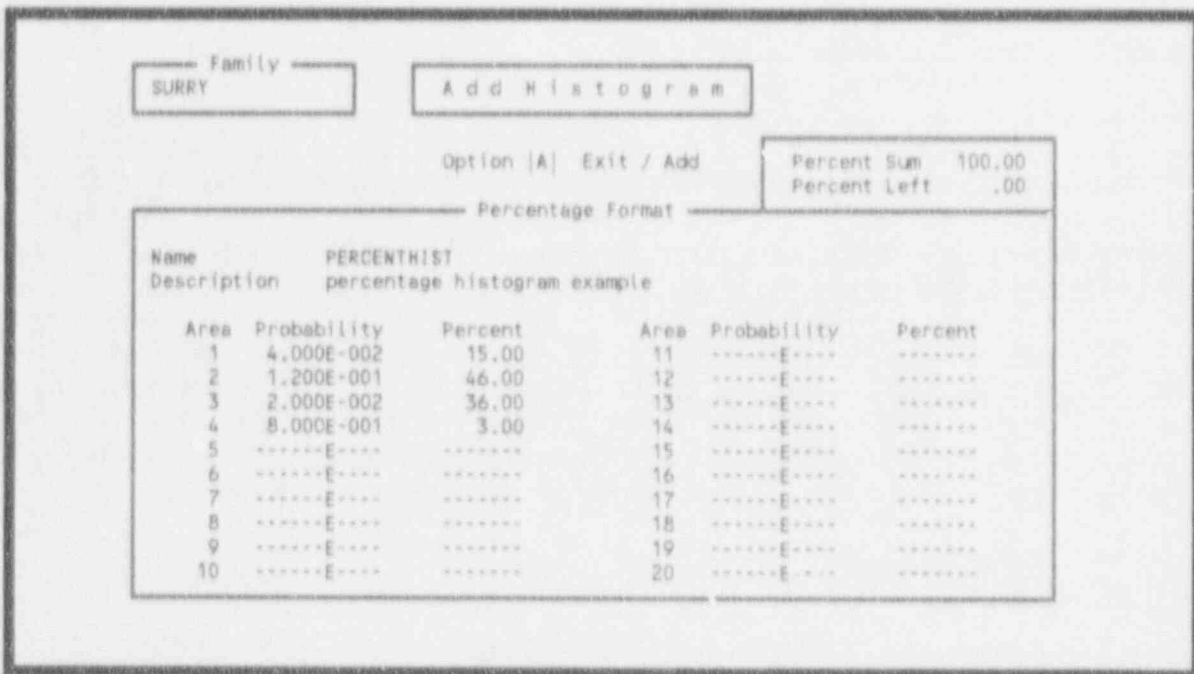 Family
SURRY
Add Histogram
Option |A| Exit / Add
Percent Sum 100.00
Percent Left .00
Percentage Format
Name PERCENTHIST
Description percentage histogram example
Area Probability Percent Area Probability Percent
1 4.000E-002 15.00 11 ------E---- -------
2 1.200E-001 46.00 12 ------E---- -------
3 2.000E-002 36.00 13 ------E---- -------
4 8.000E-001 3.00 14 ------E---- -------
5 ------E---- ------- 15 ------E---- -------
6 ------E---- ------- 16 ------E---- -------
7 ------E---- ------- 17 ------E---- -------
8 ------E---- ------- 18 ------E---- -------
9 ------E---- ------- 19 ------E---- -------
10 ------E---- ------- 20 ------E---- -------